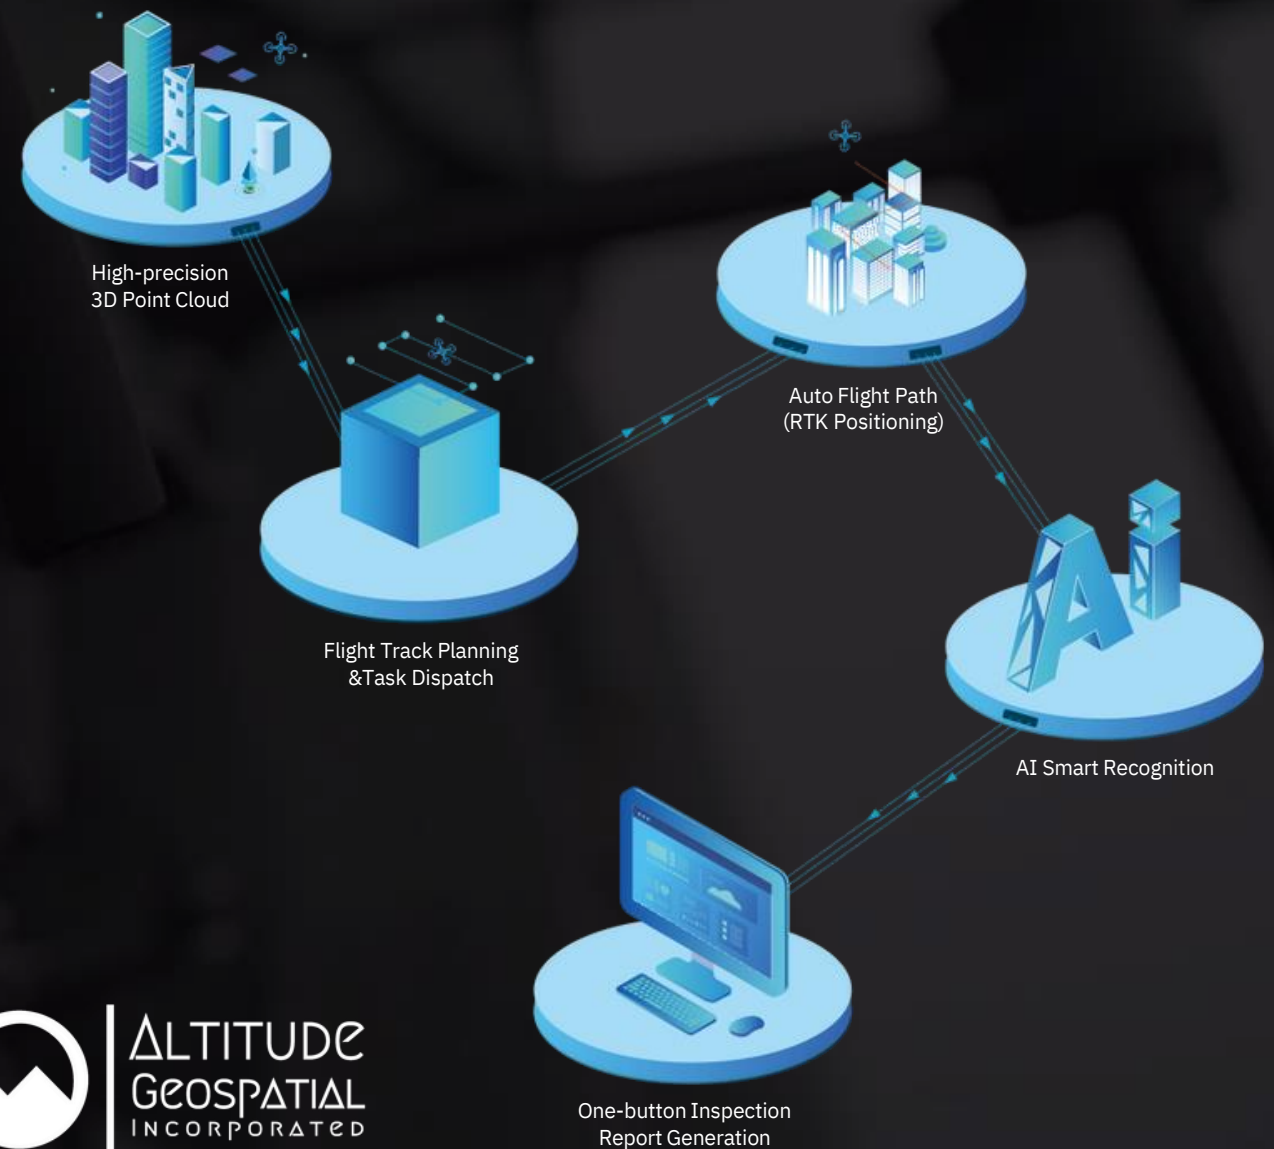 High-precision
3D Point Cloud
Auto Flight Path
(RTK Positioning)
Flight Track Planning
&Task Dispatch
Ai
AI Smart Recognition
One-button Inspection
Report Generation
ALTITUDE
GEOSPATIAL
INCORPORATED